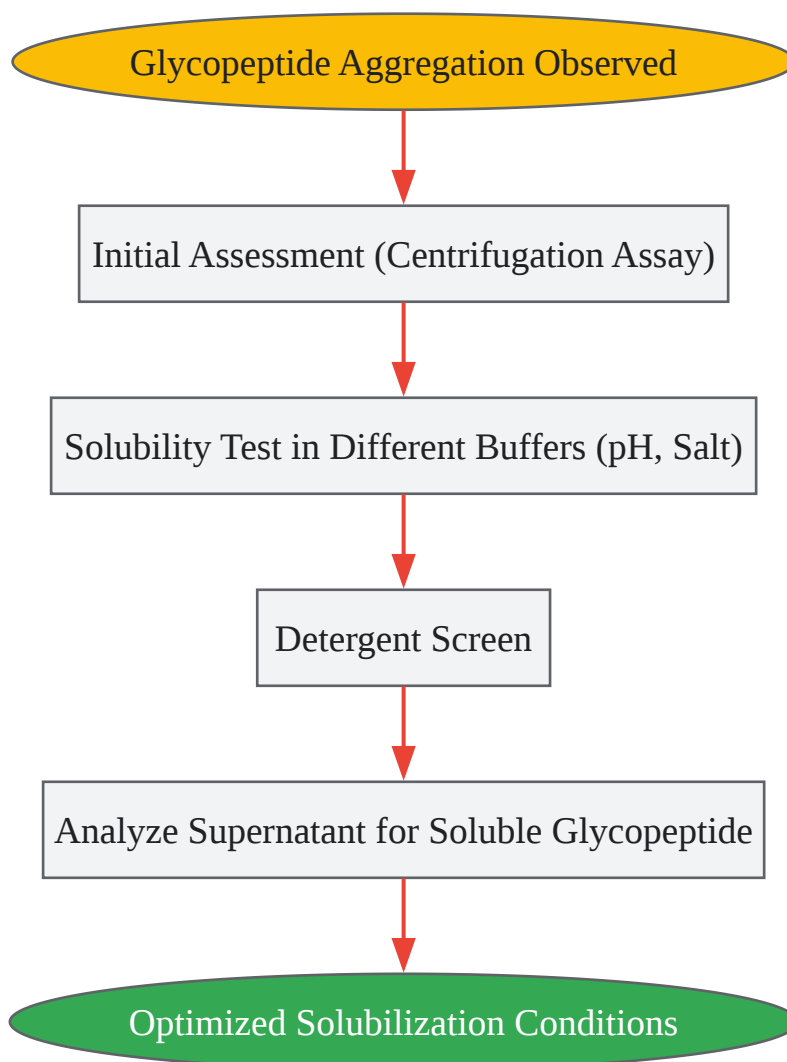 Glycopeptide Aggregation Observed
Initial Assessment (Centrifugation Assay)
Solubility Test in Different Buffers (pH, Salt)
Detergent Screen
Analyze Supernatant for Soluble Glycopeptide
Optimized Solubilization Conditions